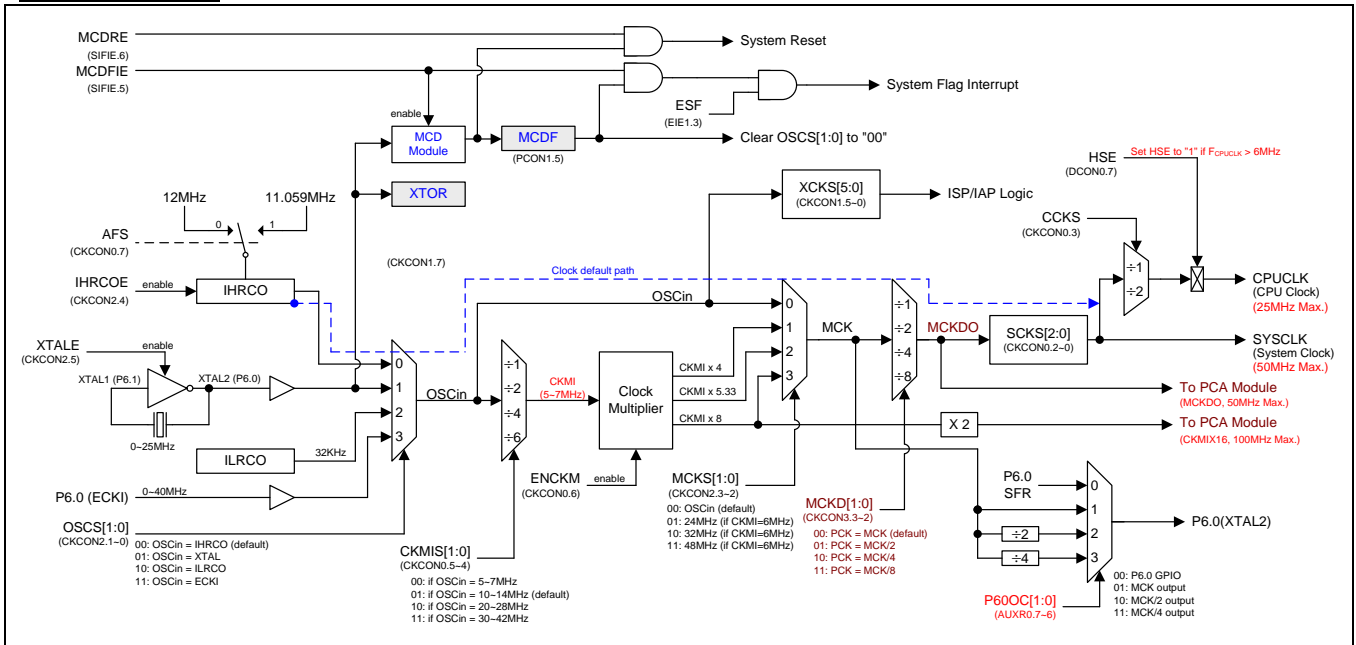 MCDRE
(SIFIE.6)
System Reset
MCDFIE
(SIFIE.5)
System Flag Interrupt
ESF
(EIE1.3)
enable
MCD
Module
MCDF
(PCON1.5)
Clear OSCS[1:0] to "00"
HSE
(DCON0.7)
Set HSE to "1" if FCPUCLK > 6MHz
XTOR
XCKS[5:0]
(CKCON1.5~0)
ISP/IAP Logic
12MHz
11.059MHz
0
1
AFS
(CKCON0.7)
CCKS
(CKCON0.3)
(CKCON1.7)
IHRCOE
(CKCON2.4)
enable
IHRCO
Clock default path
÷1
÷2
CPUCLK
(CPU Clock)
(25MHz Max.)
OSCin
XTALE
(CKCON2.5)
enable
XTAL1 (P6.1)
XTAL2 (P6.0)
0~25MHz
ILRCO
32KHz
P6.0 (ECKI)
0~40MHz
0
1
2
3
OSCin
÷1
÷2
÷4
÷6
CKMI
(5~7MHz)
Clock
Multiplier
CKMI x 4
CKMI x 5.33
CKMI x 8
0
1
2
3
MCK
÷1
÷2
÷4
÷8
MCKDO
SCKS[2:0]
(CKCON0.2~0)
SYSCLK
(System Clock)
(50MHz Max.)
To PCA Module
(MCKDO, 50MHz Max.)
X 2
To PCA Module
(CKMIX16, 100MHz Max.)
OSCS[1:0]
(CKCON2.1~0)
00: OSCin = IHRCO (default)
01: OSCin = XTAL
10: OSCin = ILRCO
11: OSCin = ECKI
CKMIS[1:0]
(CKCON0.5~4)
00: if OSCin = 5~7MHz
01: if OSCin = 10~14MHz (default)
10: if OSCin = 20~28MHz
11: if OSCin = 30~42MHz
ENCKM
(CKCON0.6)
enable
MCKS[1:0]
(CKCON2.3~2)
00: OSCin (default)
01: 24MHz (if CKMI=6MHz)
10: 32MHz (if CKMI=6MHz)
11: 48MHz (if CKMI=6MHz)
MCKD[1:0]
(CKCON3.3~2)
00: PCK = MCK (default)
01: PCK = MCK/2
10: PCK = MCK/4
11: PCK = MCK/8
P6.0
SFR
÷2
÷4
0
1
2
3
P6.0(XTAL2)
P60OC[1:0]
(AUXR0.7~6)
00: P6.0 GPIO
01: MCK output
10: MCK/2 output
11: MCK/4 output